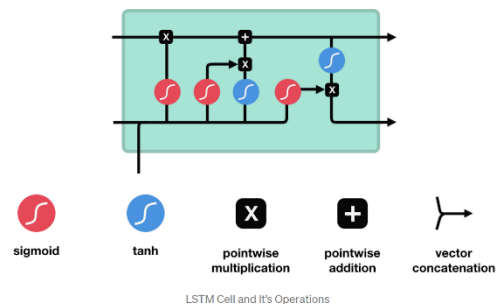 sigmoid
tanh
pointwise
multiplication
pointwise
addition
vector
concatenation
LSTM Cell and It's Operations